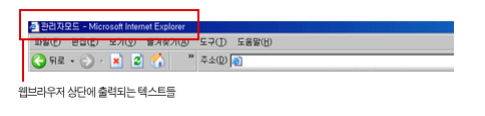 관리자모드 - Microsoft Internet Explorer
파일(F) 편집(E) 보기(V) 즐겨찾기(A) 도구(T) 도움말(H)
뒤로 » 주소(D)
웹브라우저 상단에 출력되는 텍스트들